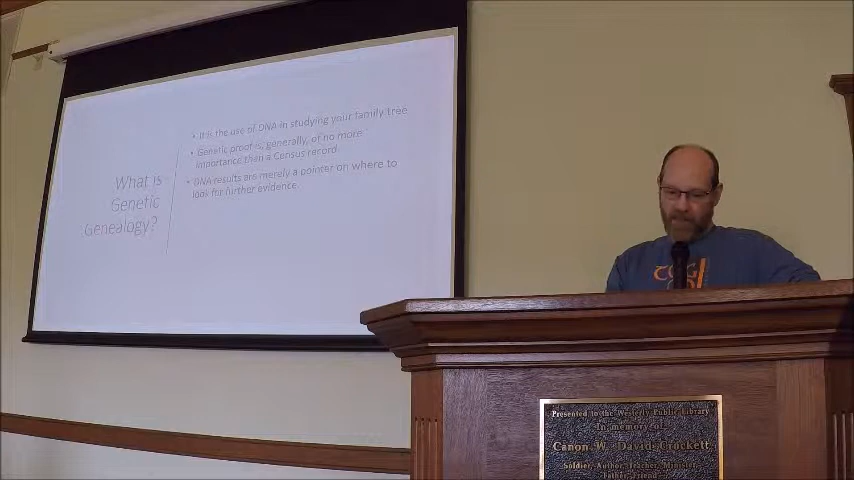 What is
Genetic
Genealogy?
• It is the use of DNA in studying your family tree
• Genetic proof is, generally, of no more
importance than a Census record
• DNA results are merely a pointer on where to
look for further evidence.
Presented to the Westerly Public Library
In memory of
Canon W. David Crockett
Soldier, Author, Teacher, Minister,
Father, Friend